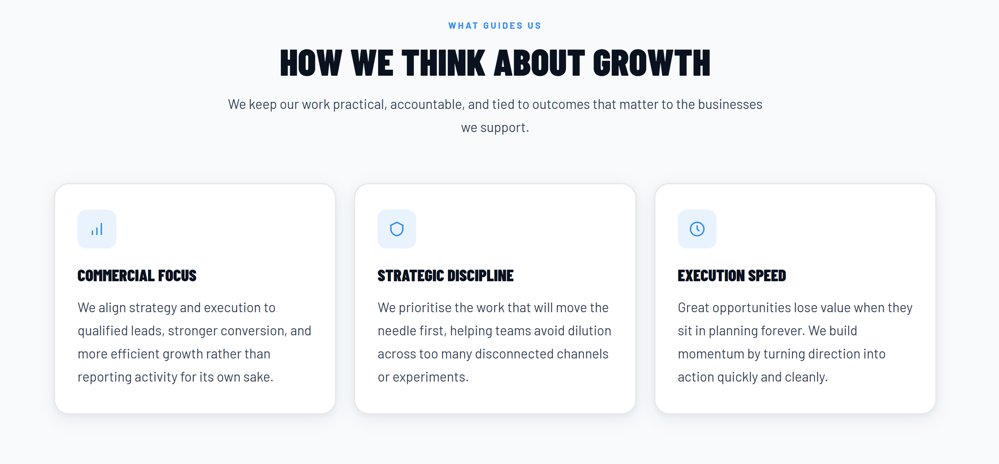 WHAT GUIDES US
HOW WE THINK ABOUT GROWTH
We keep our work practical, accountable, and tied to outcomes that matter to the businesses
we support.
COMMERCIAL FOCUS
We align strategy and execution to
qualified leads, stronger conversion, and
more efficient growth rather than
reporting activity for its own sake.
STRATEGIC DISCIPLINE
We prioritise the work that will move the
needle first, helping teams avoid dilution
across too many disconnected channels
or experiments.
EXECUTION SPEED
Great opportunities lose value when they
sit in planning forever. We build
momentum by turning direction into
action quickly and cleanly.